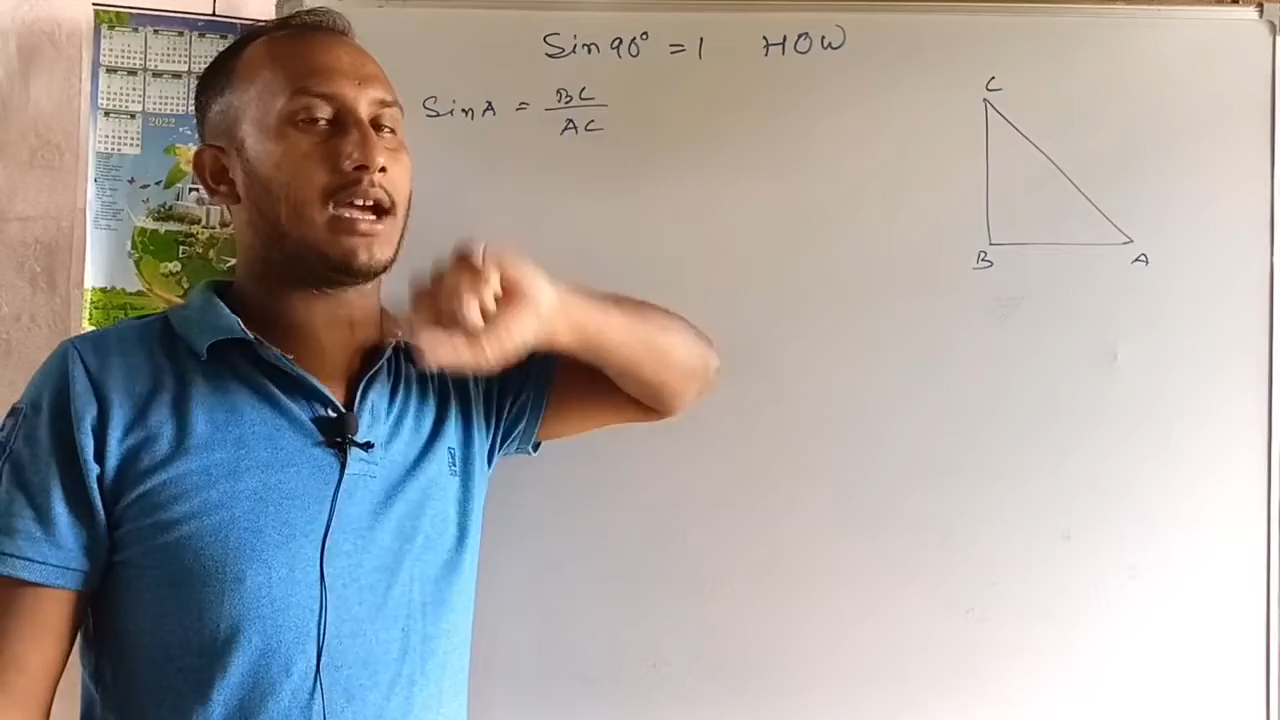 Sin 90° = 1 HOW
Sin A = BC / AC
C
B A
2022